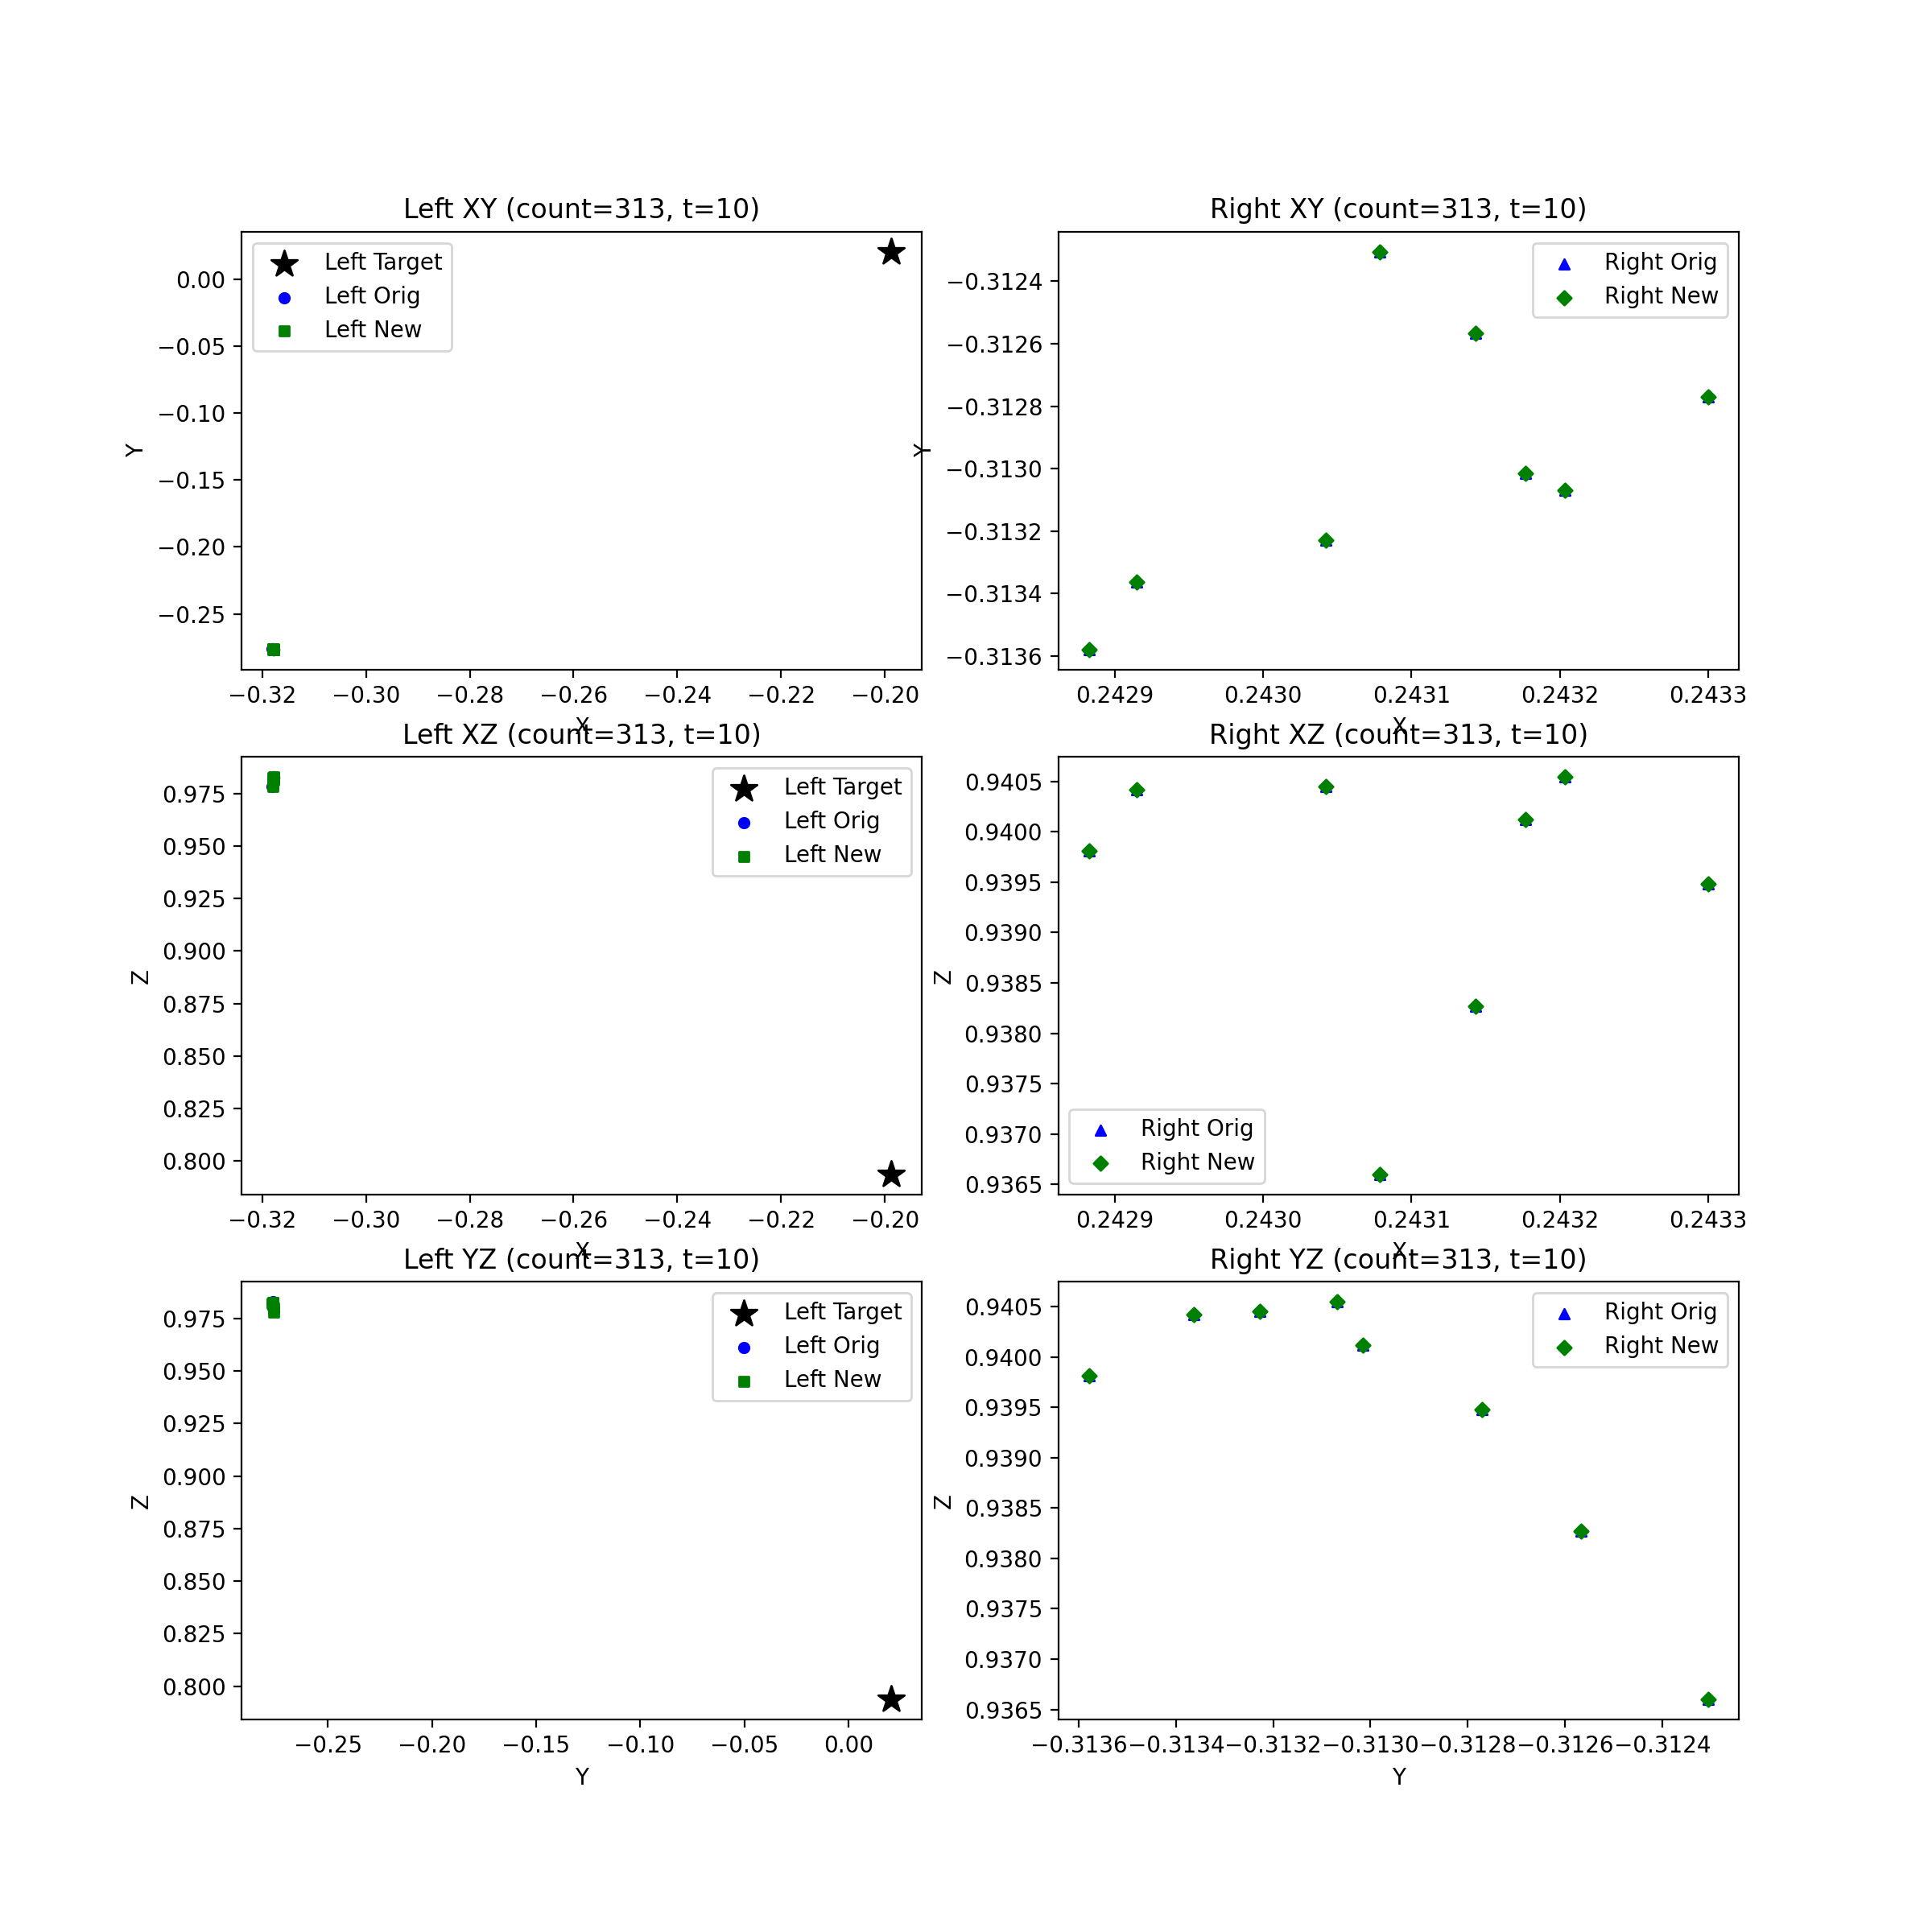 Left XY (count=313, t=10)
Left Target
Left Orig
Left New
0.00
−0.05
−0.10
−0.15
−0.20
−0.25
Y
−0.32 −0.30 −0.28 −0.26 −0.24 −0.22 −0.20
X
Right XY (count=313, t=10)
Right Orig
Right New
−0.3124
−0.3126
−0.3128
−0.3130
−0.3132
−0.3134
−0.3136
Y
0.2429 0.2430 0.2431 0.2432 0.2433
X
Left XZ (count=313, t=10)
Left Target
Left Orig
Left New
0.975
0.950
0.925
0.900
0.875
0.850
0.825
0.800
Z
−0.32 −0.30 −0.28 −0.26 −0.24 −0.22 −0.20
X
Right XZ (count=313, t=10)
0.9405
0.9400
0.9395
0.9390
0.9385
0.9380
0.9375
0.9370
0.9365
Z
Right Orig
Right New
0.2429 0.2430 0.2431 0.2432 0.2433
X
Left YZ (count=313, t=10)
Left Target
Left Orig
Left New
0.975
0.950
0.925
0.900
0.875
0.850
0.825
0.800
Z
−0.25 −0.20 −0.15 −0.10 −0.05 0.00
Y
Right YZ (count=313, t=10)
Right Orig
Right New
0.9405
0.9400
0.9395
0.9390
0.9385
0.9380
0.9375
0.9370
0.9365
Z
−0.3136 −0.3134 −0.3132 −0.3130 −0.3128 −0.3126 −0.3124
Y